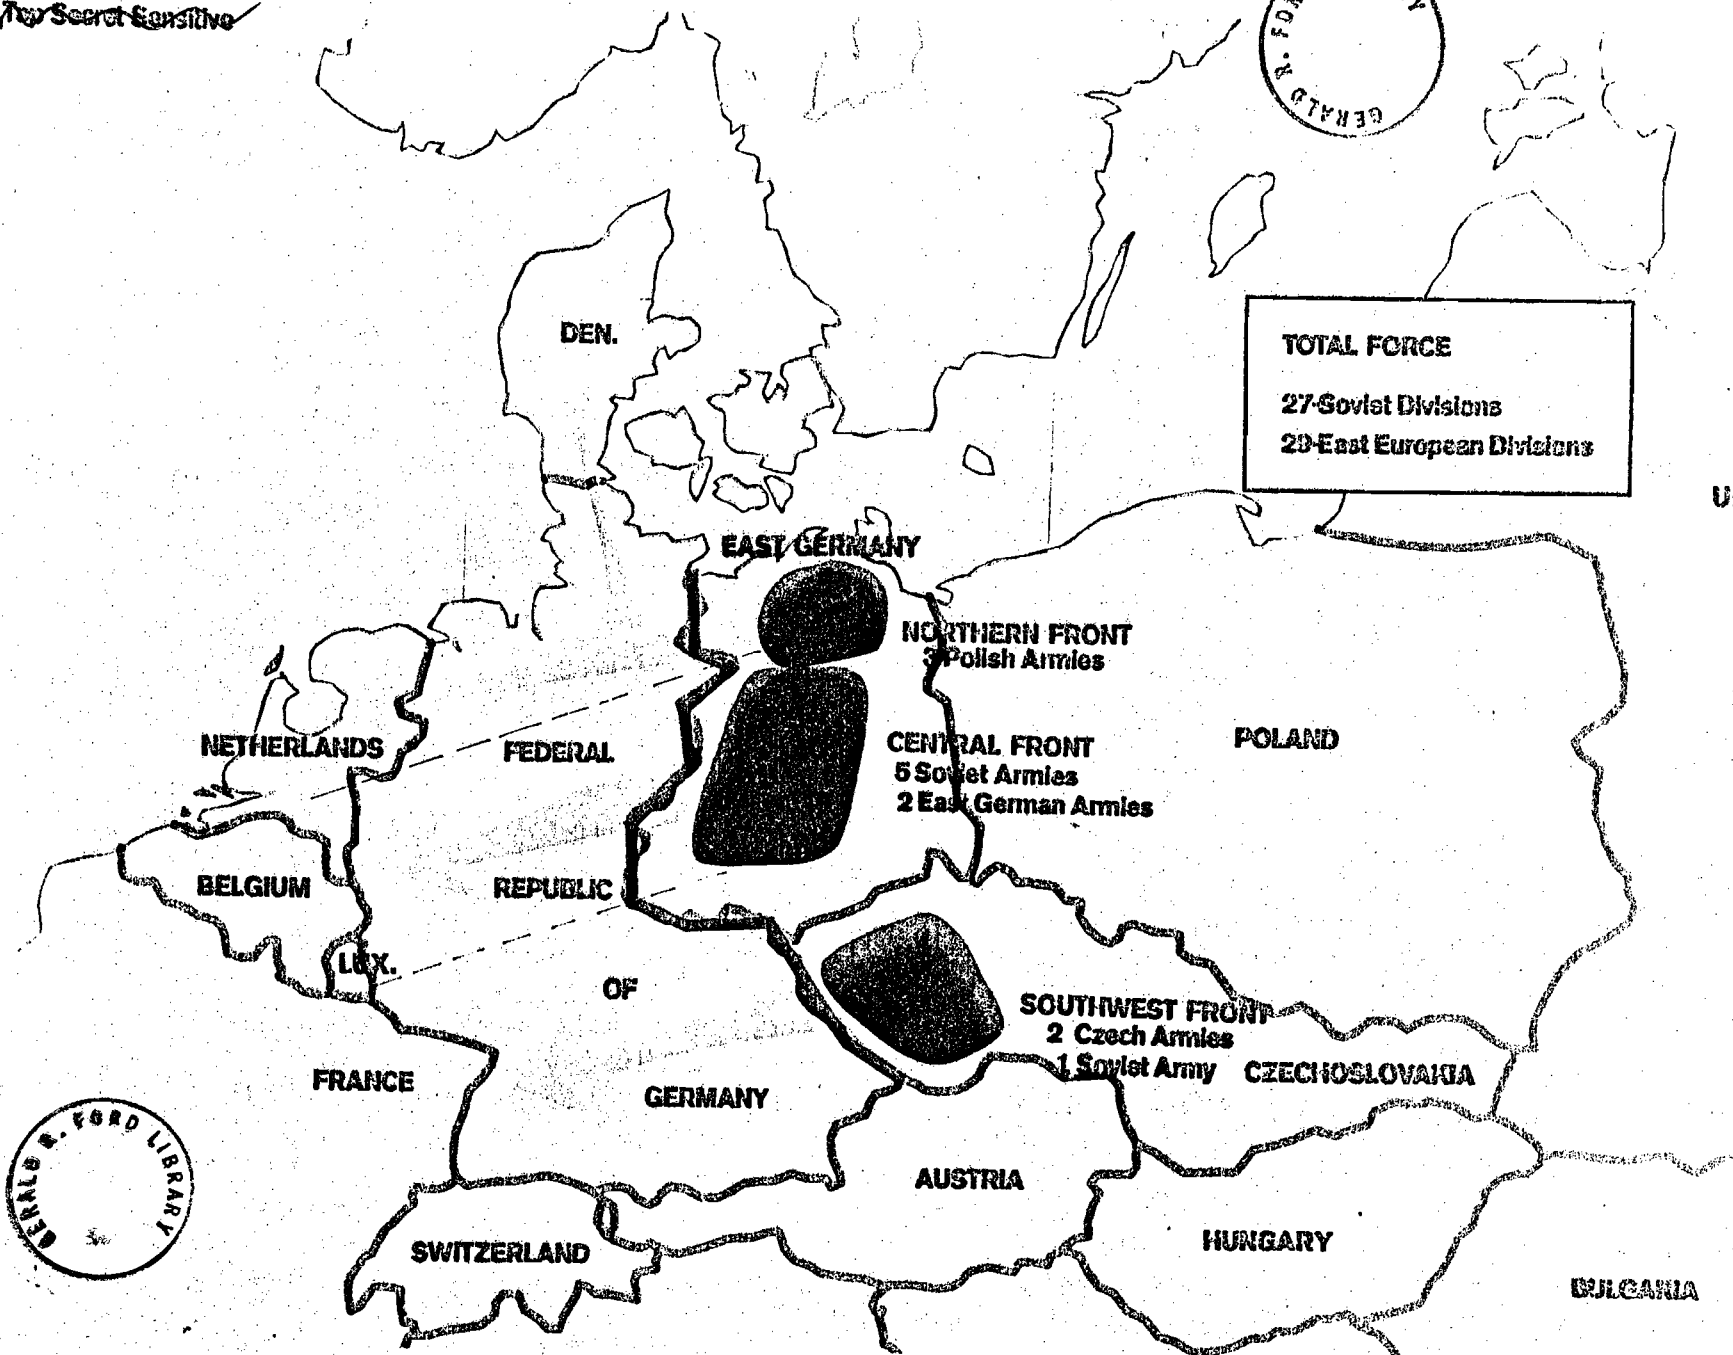 Top Secret Sensitive
GERALD R. FOR
TOTAL FORCE
27-Soviet Divisions
29-East European Divisions
U
DEN.
EAST GERMANY
NORTHERN FRONT
3 Polish Armies
NETHERLANDS
FEDERAL
CENTRAL FRONT
5 Soviet Armies
2 East German Armies
POLAND
BELGIUM
REPUBLIC
LUX.
OF
SOUTHWEST FRONT
2 Czech Armies
1 Soviet Army
CZECHOSLOVAKIA
FRANCE
GERMANY
GERALD R. FORD LIBRARY
AUSTRIA
SWITZERLAND
HUNGARY
BULGARIA